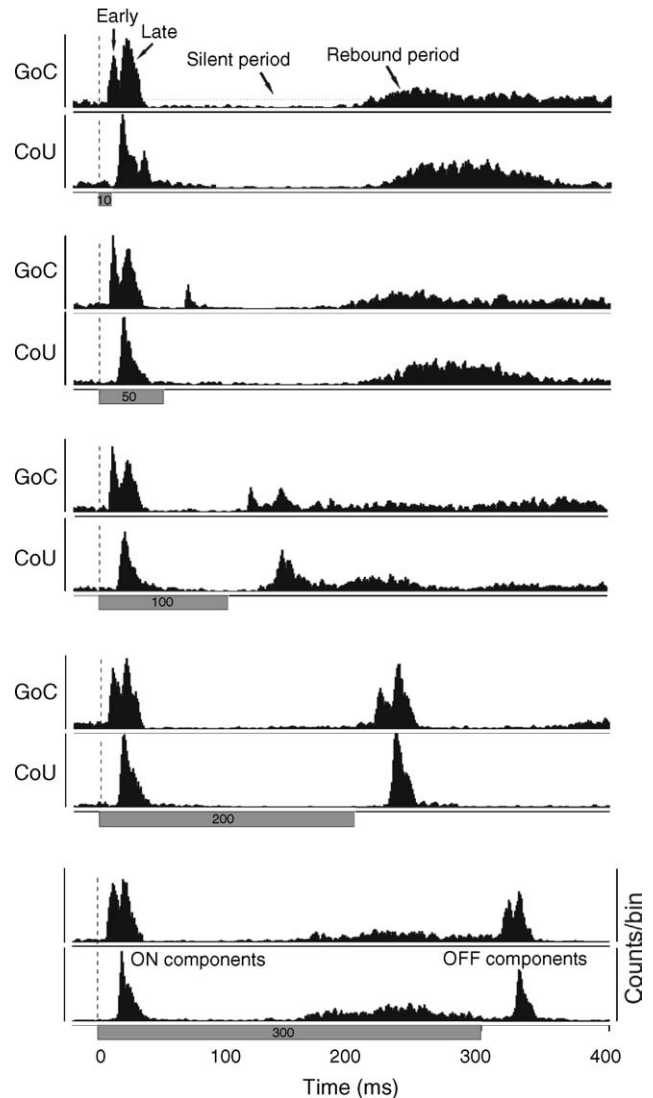 Early
Late
Silent period
Rebound period
GoC
CoU
10
GoC
CoU
50
GoC
CoU
100
GoC
CoU
200
ON components
OFF components
Counts/bin
300
0 100 200 300 400
Time (ms)